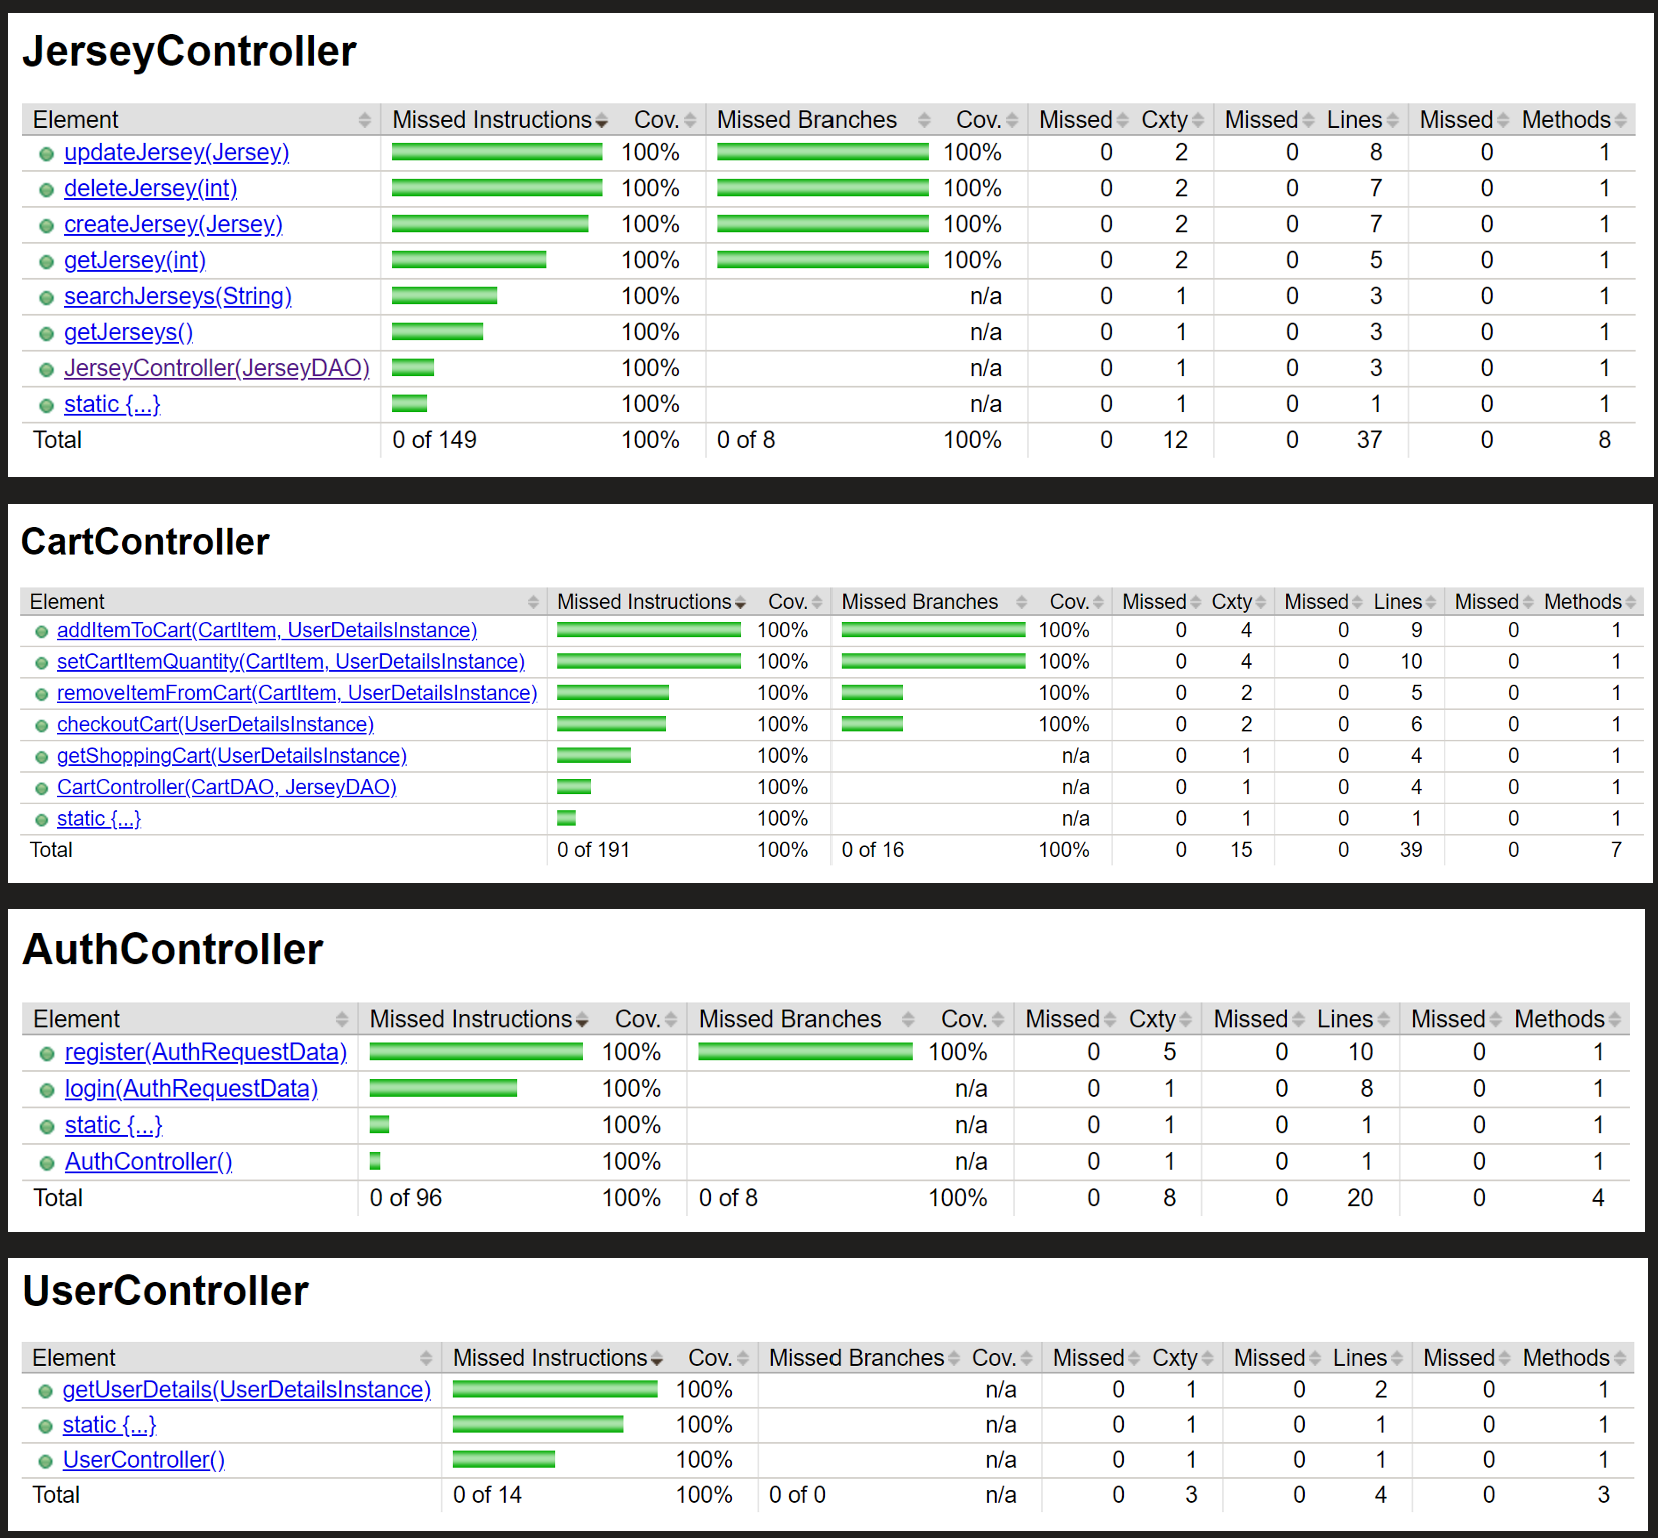 JerseyController
Element Missed Instructions Cov. Missed Branches Cov. Missed Cxty Missed Lines Missed Methods
updateJersey(Jersey) 100% 100% 0 2 0 8 0 1
deleteJersey(int) 100% 100% 0 2 0 7 0 1
createJersey(Jersey) 100% 100% 0 2 0 7 0 1
getJersey(int) 100% 100% 0 2 0 5 0 1
searchJerseys(String) 100% n/a 0 1 0 3 0 1
getJerseys() 100% n/a 0 1 0 3 0 1
JerseyController(JerseyDAO) 100% n/a 0 1 0 3 0 1
static {...} 100% n/a 0 1 0 1 0 1
Total 0 of 149 100% 0 of 8 100% 0 12 0 37 0 8
CartController
Element Missed Instructions Cov. Missed Branches Cov. Missed Cxty Missed Lines Missed Methods
addItemToCart(CartItem, UserDetailsInstance) 100% 100% 0 4 0 9 0 1
setCartItemQuantity(CartItem, UserDetailsInstance) 100% 100% 0 4 0 10 0 1
removeItemFromCart(CartItem, UserDetailsInstance) 100% 100% 0 2 0 5 0 1
checkoutCart(UserDetailsInstance) 100% 100% 0 2 0 6 0 1
getShoppingCart(UserDetailsInstance) 100% n/a 0 1 0 4 0 1
CartController(CartDAO, JerseyDAO) 100% n/a 0 1 0 4 0 1
static {...} 100% n/a 0 1 0 1 0 1
Total 0 of 191 100% 0 of 16 100% 0 15 0 39 0 7
AuthController
Element Missed Instructions Cov. Missed Branches Cov. Missed Cxty Missed Lines Missed Methods
register(AuthRequestData) 100% 100% 0 5 0 10 0 1
login(AuthRequestData) 100% n/a 0 1 0 8 0 1
static {...} 100% n/a 0 1 0 1 0 1
AuthController() 100% n/a 0 1 0 1 0 1
Total 0 of 96 100% 0 of 8 100% 0 8 0 20 0 4
UserController
Element Missed Instructions Cov. Missed Branches Cov. Missed Cxty Missed Lines Missed Methods
getUserDetails(UserDetailsInstance) 100% n/a 0 1 0 2 0 1
static {...} 100% n/a 0 1 0 1 0 1
UserController() 100% n/a 0 1 0 1 0 1
Total 0 of 14 100% 0 of 0 n/a 0 3 0 4 0 3